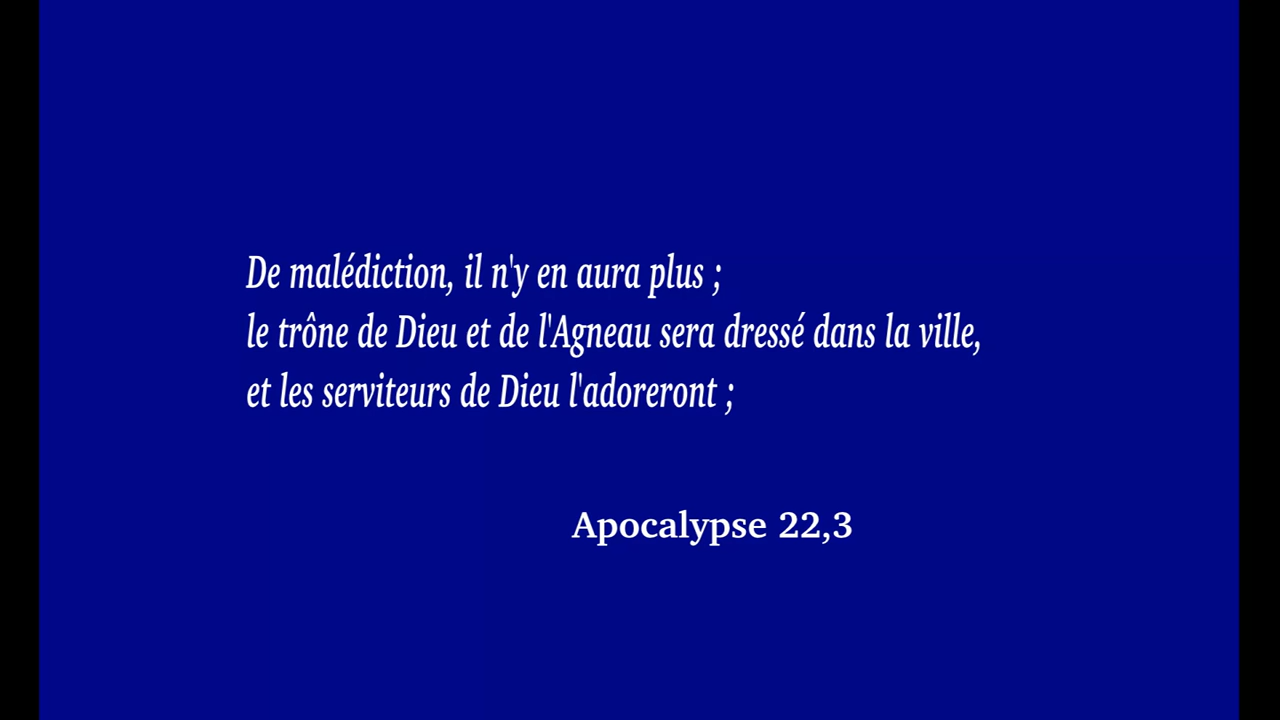 De malédiction, il n'y en aura plus ;
le trône de Dieu et de l'Agneau sera dressé dans la ville,
et les serviteurs de Dieu l'adoreront ;
Apocalypse 22,3